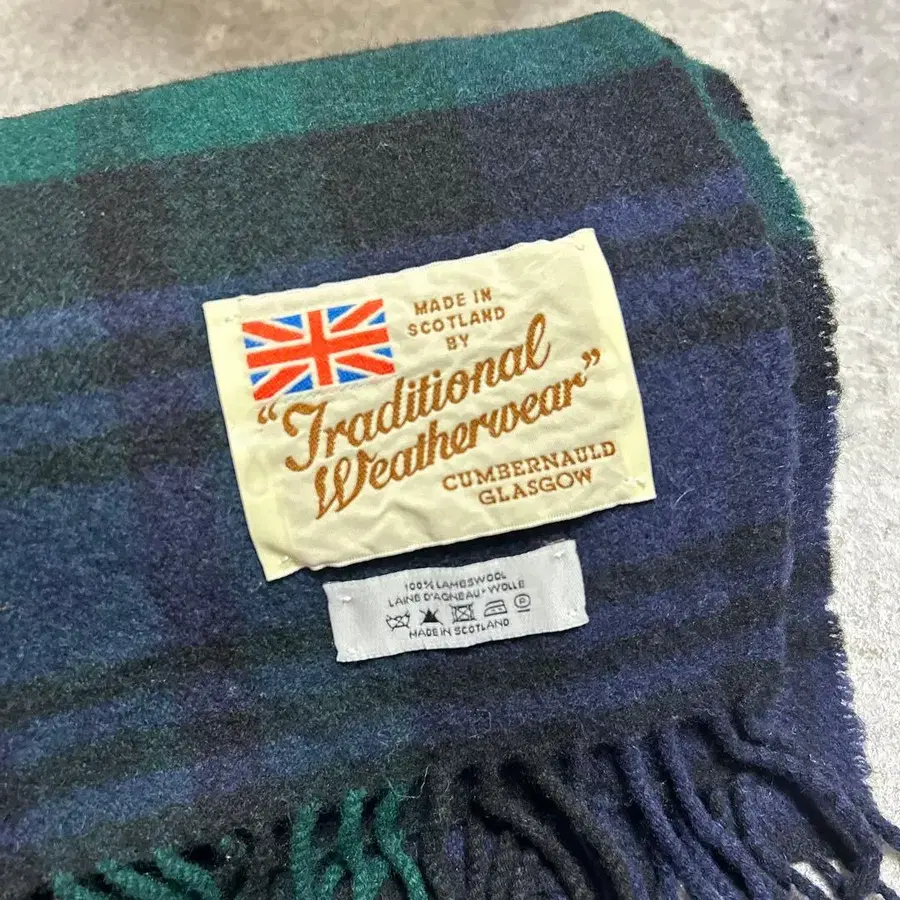 MADE IN
SCOTLAND
BY
"Traditional
Weatherwear"
CUMBERNAULD
GLASGOW
100% LAMBSWOOL
LAINE D'AGNEAU • WOLLE
P
MADE IN SCOTLAND